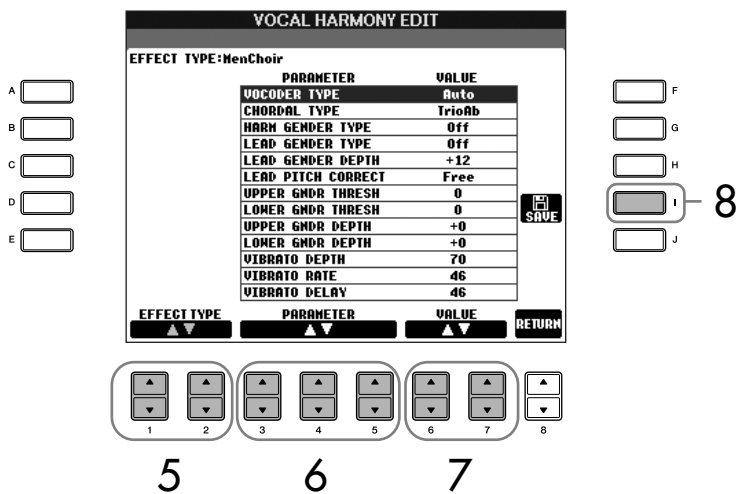 VOCAL HARMONY EDIT
EFFECT TYPE:MenChoir
PARAMETER VALUE
VOCODER TYPE Auto
CHORDAL TYPE TrioAb
HARM GENDER TYPE Off
LEAD GENDER TYPE Off
LEAD GENDER DEPTH +12
LEAD PITCH CORRECT Free
UPPER GNDR THRESH 0
LOWER GNDR THRESH 0
UPPER GNDR DEPTH +0
LOWER GNDR DEPTH +0
VIBRATO DEPTH 70
VIBRATO RATE 46
VIBRATO DELAY 46
SAVE
EFFECT TYPE PARAMETER VALUE
RETURN
A
B
C
D
E
F
G
H
I 8
J
1 2 3 4 5 6 7 8
5 6 7